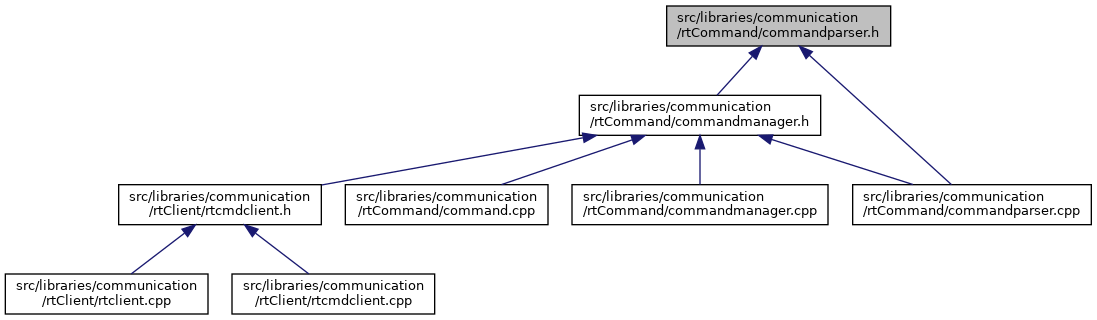 src/libraries/communication
/rtCommand/commandparser.h
src/libraries/communication
/rtCommand/commandmanager.h
src/libraries/communication
/rtClient/rtcmdclient.h
src/libraries/communication
/rtCommand/command.cpp
src/libraries/communication
/rtCommand/commandmanager.cpp
src/libraries/communication
/rtCommand/commandparser.cpp
src/libraries/communication
/rtClient/rtclient.cpp
src/libraries/communication
/rtClient/rtcmdclient.cpp